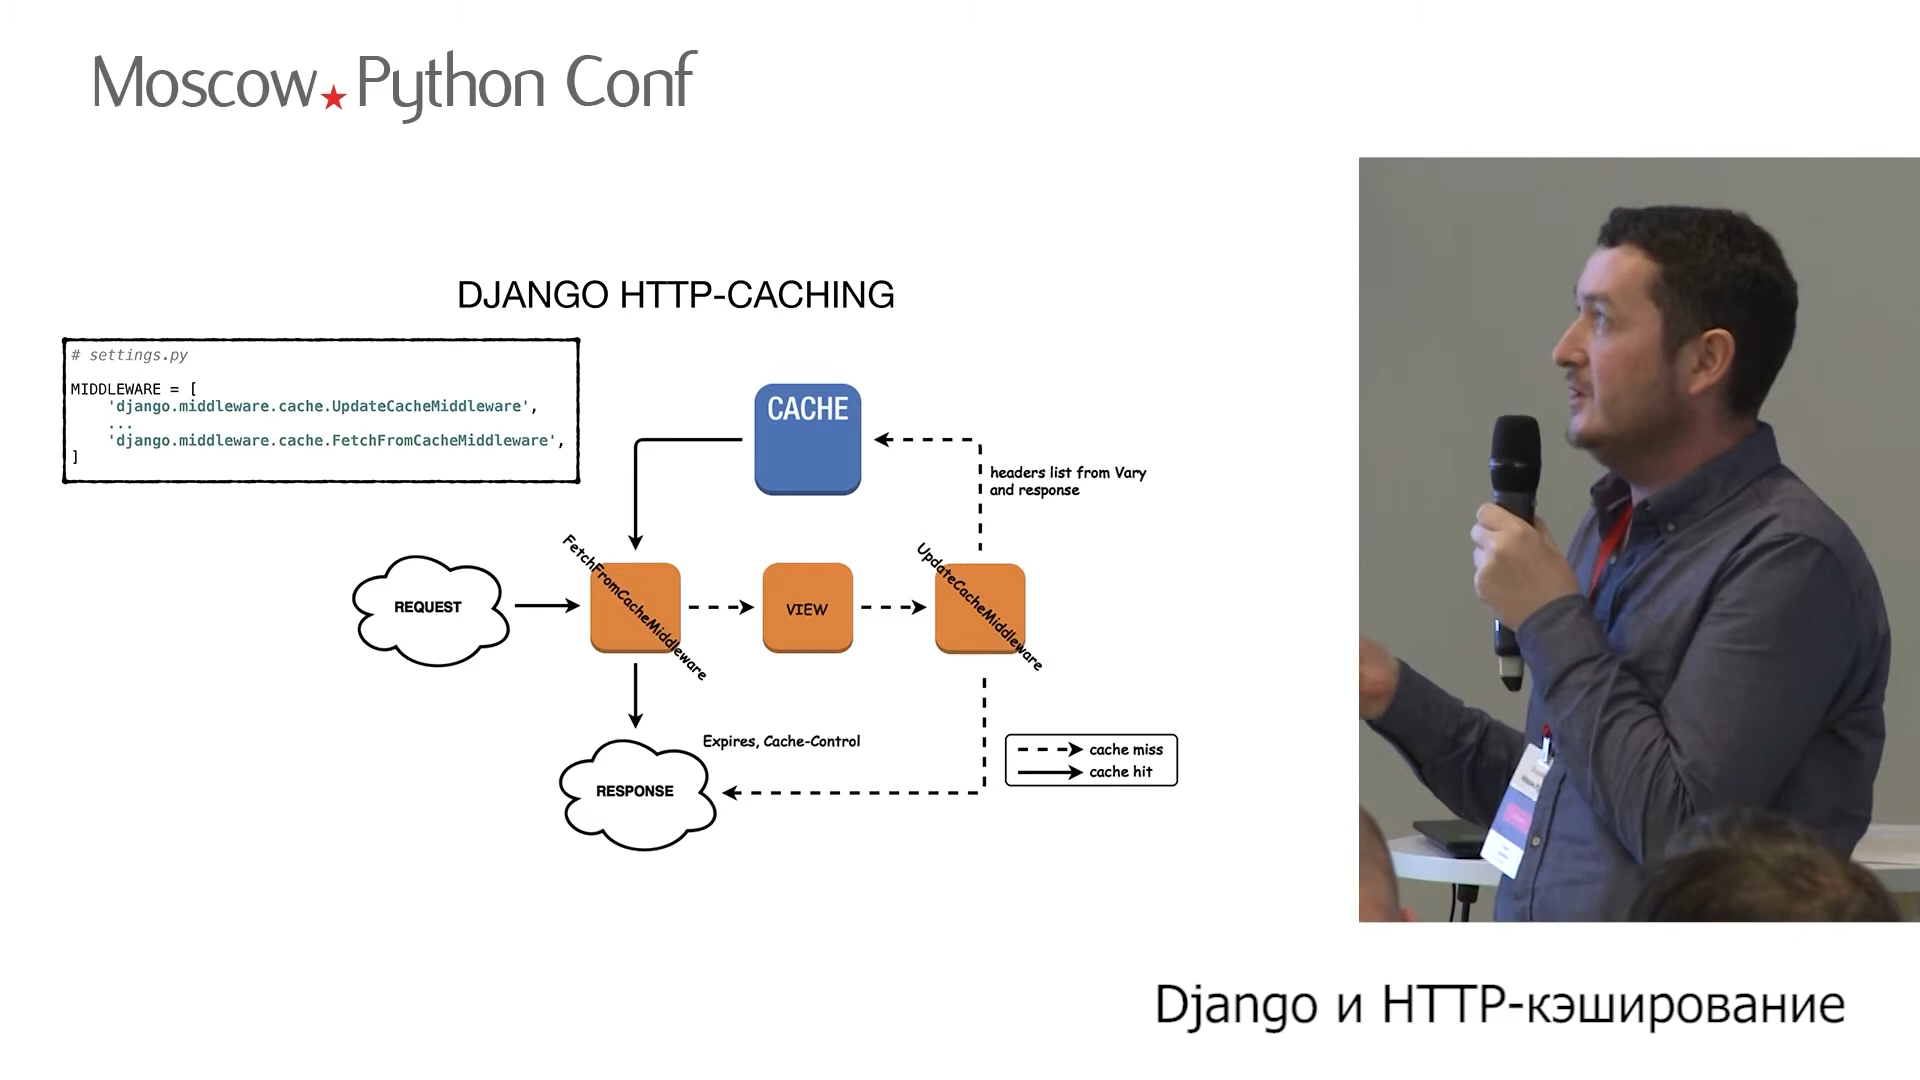 Moscow Python Conf
DJANGO HTTP-CACHING
# settings.py
MIDDLEWARE = [
'django.middleware.cache.UpdateCacheMiddleware',
...
'django.middleware.cache.FetchFromCacheMiddleware',
]
CACHE
headers list from Vary
and response
REQUEST
FetchFromCacheMiddleware
VIEW
UpdateCacheMiddleware
Expires, Cache-Control
RESPONSE
cache miss
cache hit
Django и HTTP-кэширование